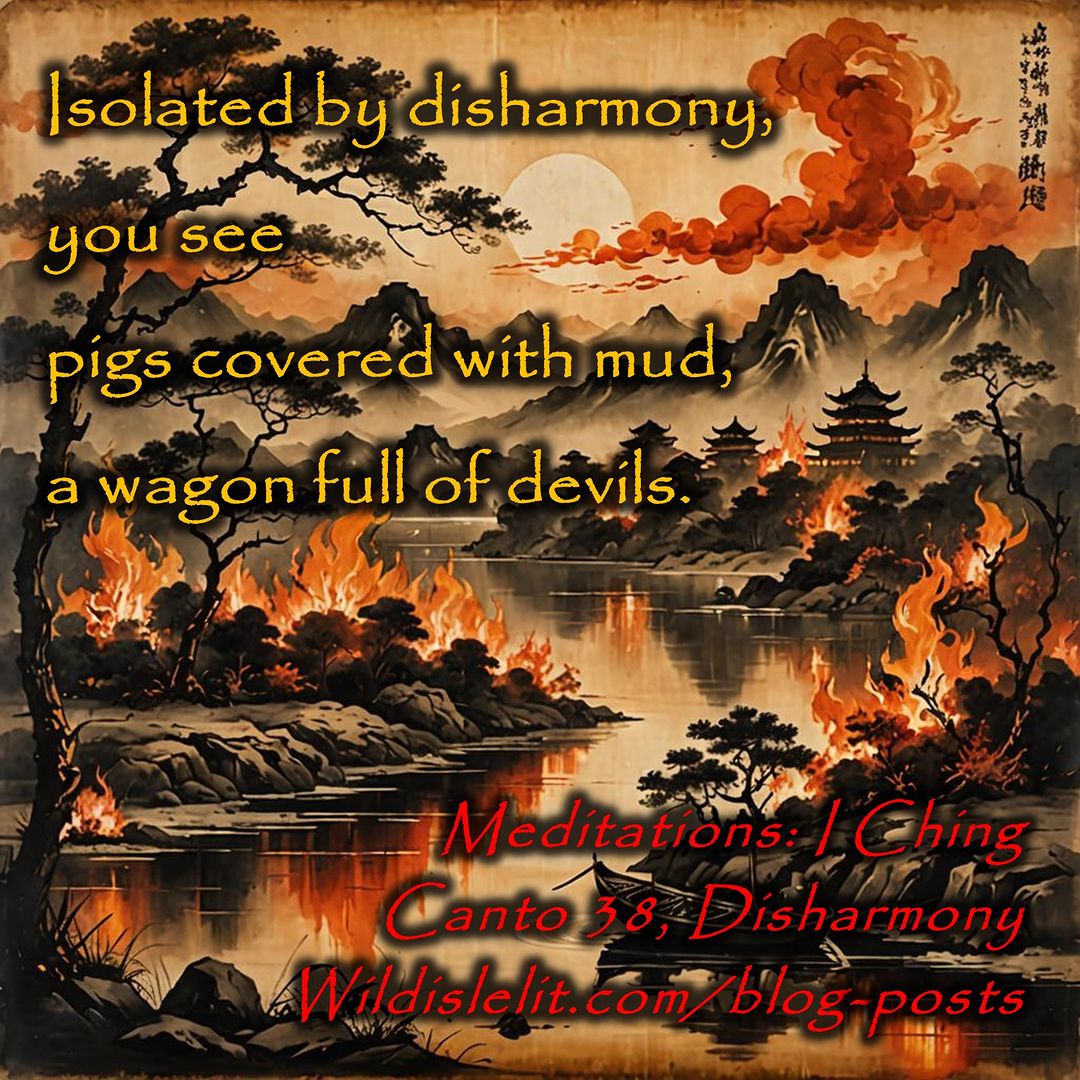 Isolated by disharmony,
you see
pigs covered with mud,
a wagon full of devils.
Meditations: I Ching
Canto 38, Disharmony
Wildislelit.com/blog-posts